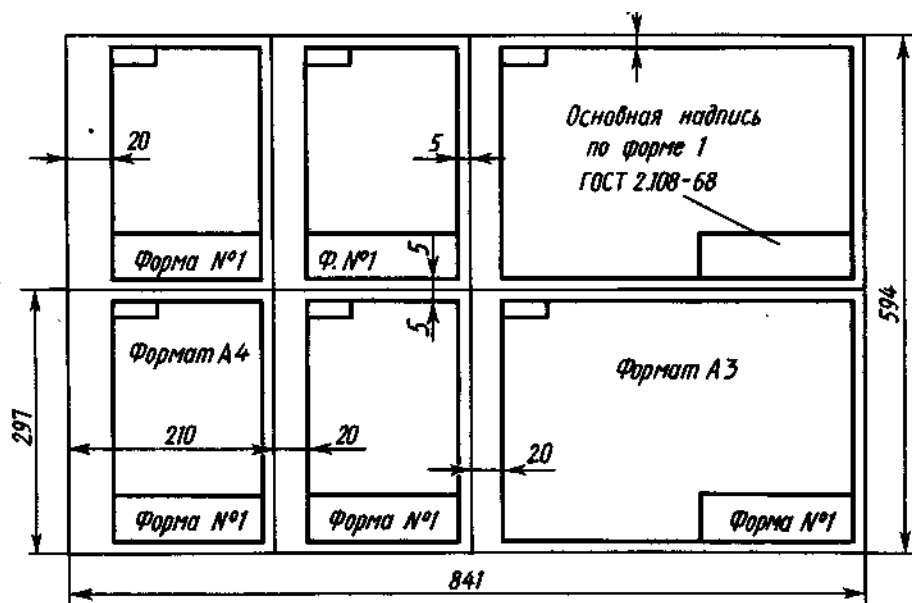 20
5
Основная надпись
по форме 1
ГОСТ 2.108-68
Форма №1
Ф. №1
5
5
594
Формат А4
Формат А3
297
210
20
20
Форма №1
Форма №1
Форма №1
841